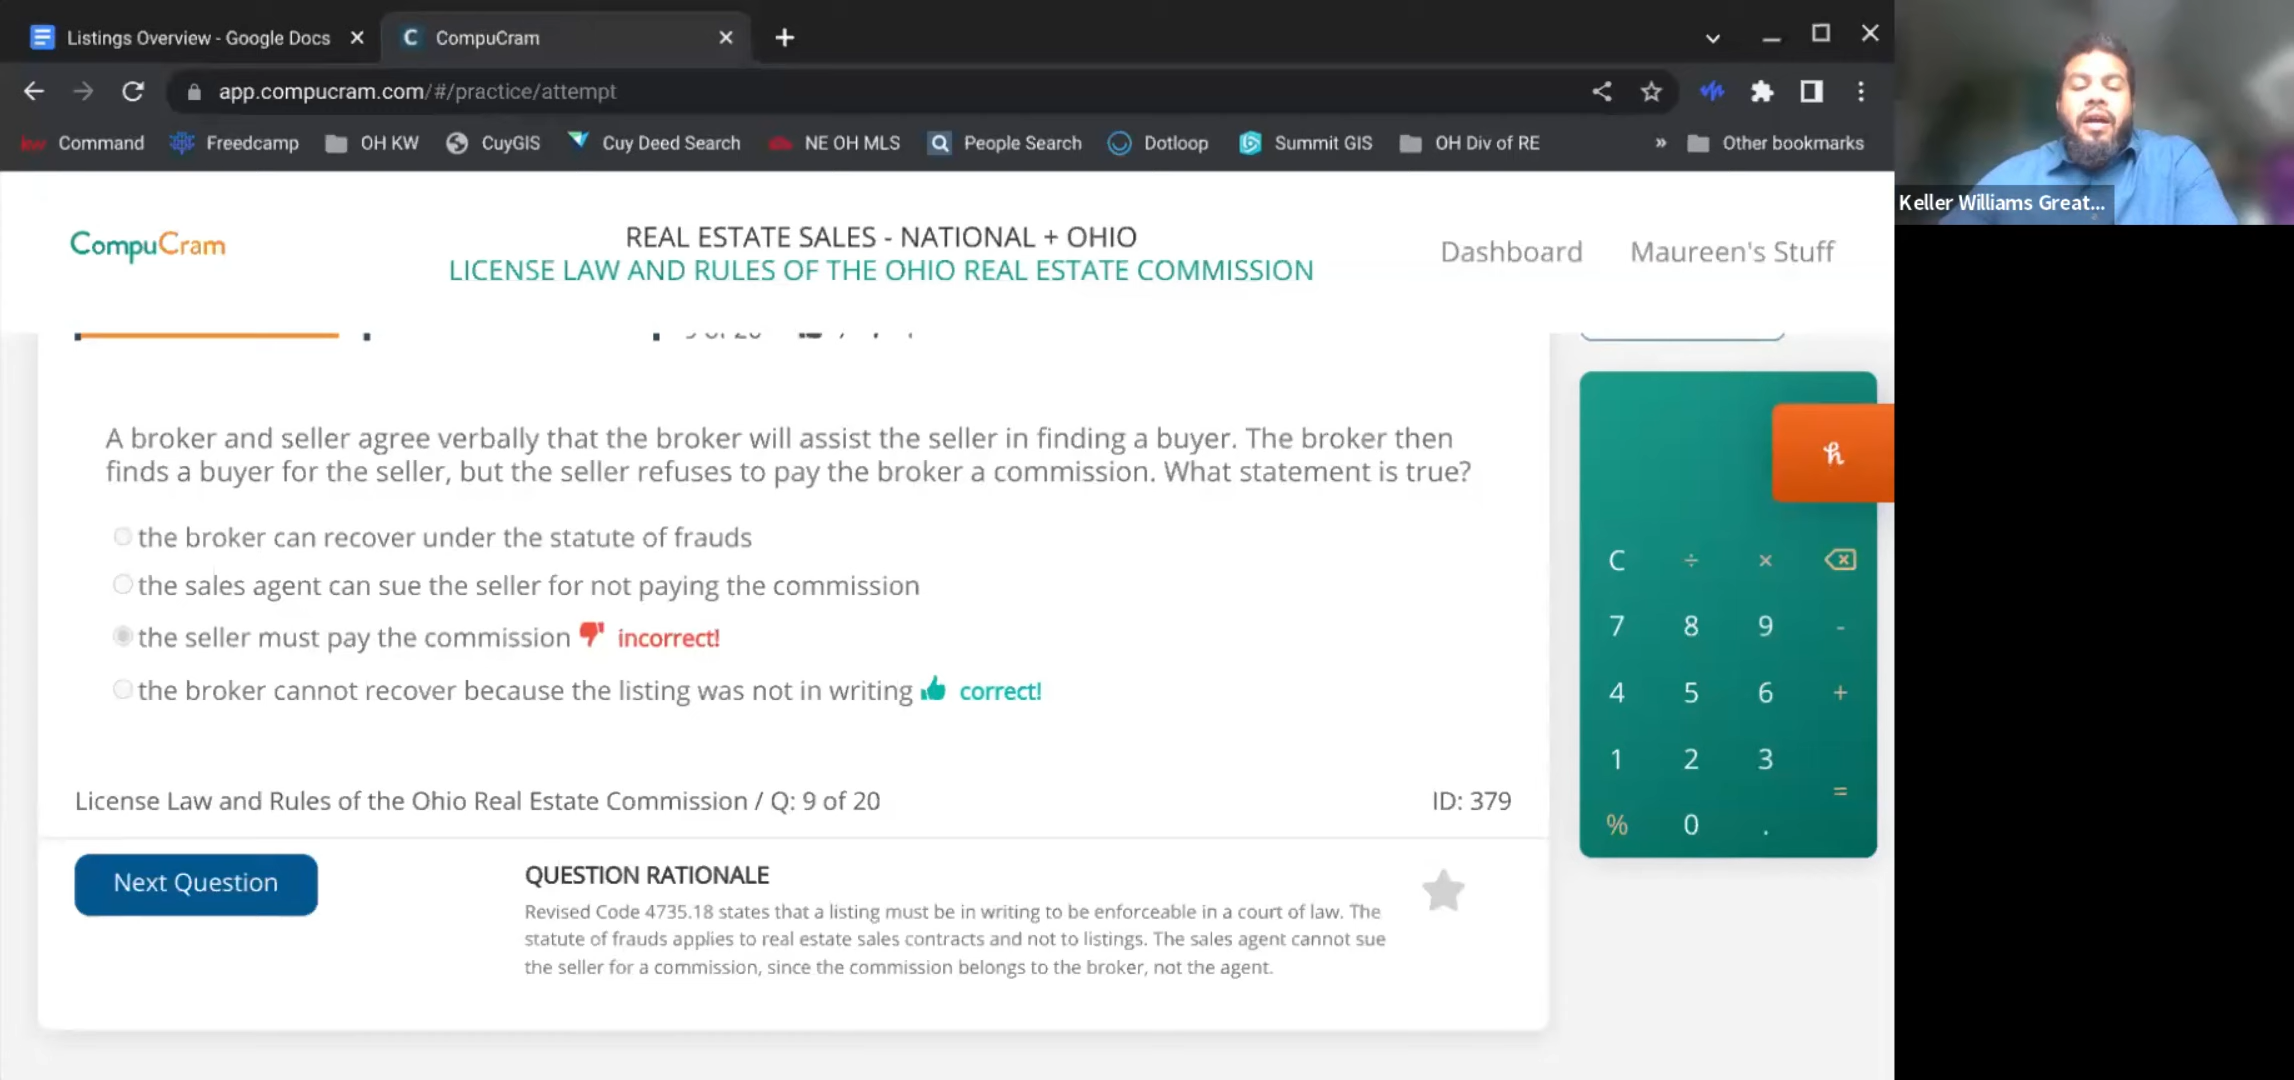 Listings Overview - Google Docs
CompuCram
app.compucram.com/#/practice/attempt
Command Freedcamp OH KW CuyGIS Cuy Deed Search NE OH MLS People Search Dotloop Summit GIS OH Div of RE » Other bookmarks
Keller Williams Great...
CompuCram
REAL ESTATE SALES - NATIONAL + OHIO
LICENSE LAW AND RULES OF THE OHIO REAL ESTATE COMMISSION
Dashboard Maureen's Stuff
A broker and seller agree verbally that the broker will assist the seller in finding a buyer. The broker then
finds a buyer for the seller, but the seller refuses to pay the broker a commission. What statement is true?
the broker can recover under the statute of frauds
the sales agent can sue the seller for not paying the commission
the seller must pay the commission incorrect!
the broker cannot recover because the listing was not in writing correct!
License Law and Rules of the Ohio Real Estate Commission / Q: 9 of 20
ID: 379
Next Question
QUESTION RATIONALE
Revised Code 4735.18 states that a listing must be in writing to be enforceable in a court of law. The
statute of frauds applies to real estate sales contracts and not to listings. The sales agent cannot sue
the seller for a commission, since the commission belongs to the broker, not the agent.
C ÷ ×
7 8 9 -
4 5 6 +
1 2 3
=
% 0 .